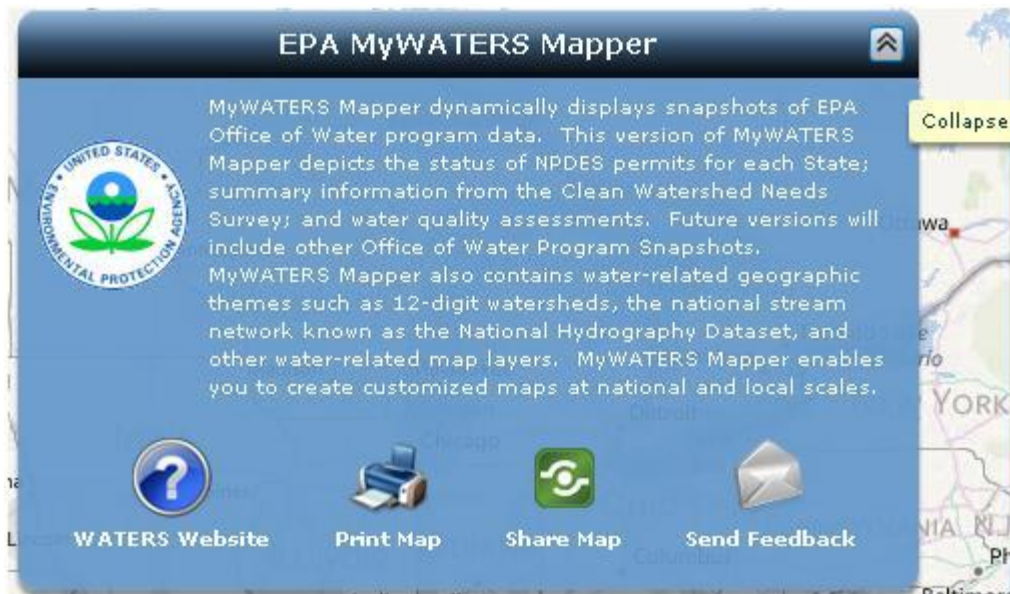 EPA MyWATERS Mapper
MyWATERS Mapper dynamically displays snapshots of EPA
Office of Water program data.  This version of MyWATERS
Mapper depicts the status of NPDES permits for each State;
summary information from the Clean Watershed Needs
Survey; and water quality assessments.  Future versions will
include other Office of Water Program Snapshots.
MyWATERS Mapper also contains water-related geographic
themes such as 12-digit watersheds, the national stream
network known as the National Hydrography Dataset, and
other water-related map layers.  MyWATERS Mapper enables
you to create customized maps at national and local scales.
UNITED STATES
ENVIRONMENTAL PROTECTION AGENCY
Collapse
WATERS Website
Print Map
Share Map
Send Feedback
YORK
Detroit
Chicago
Columbus
N.J
Ph
Baltimore